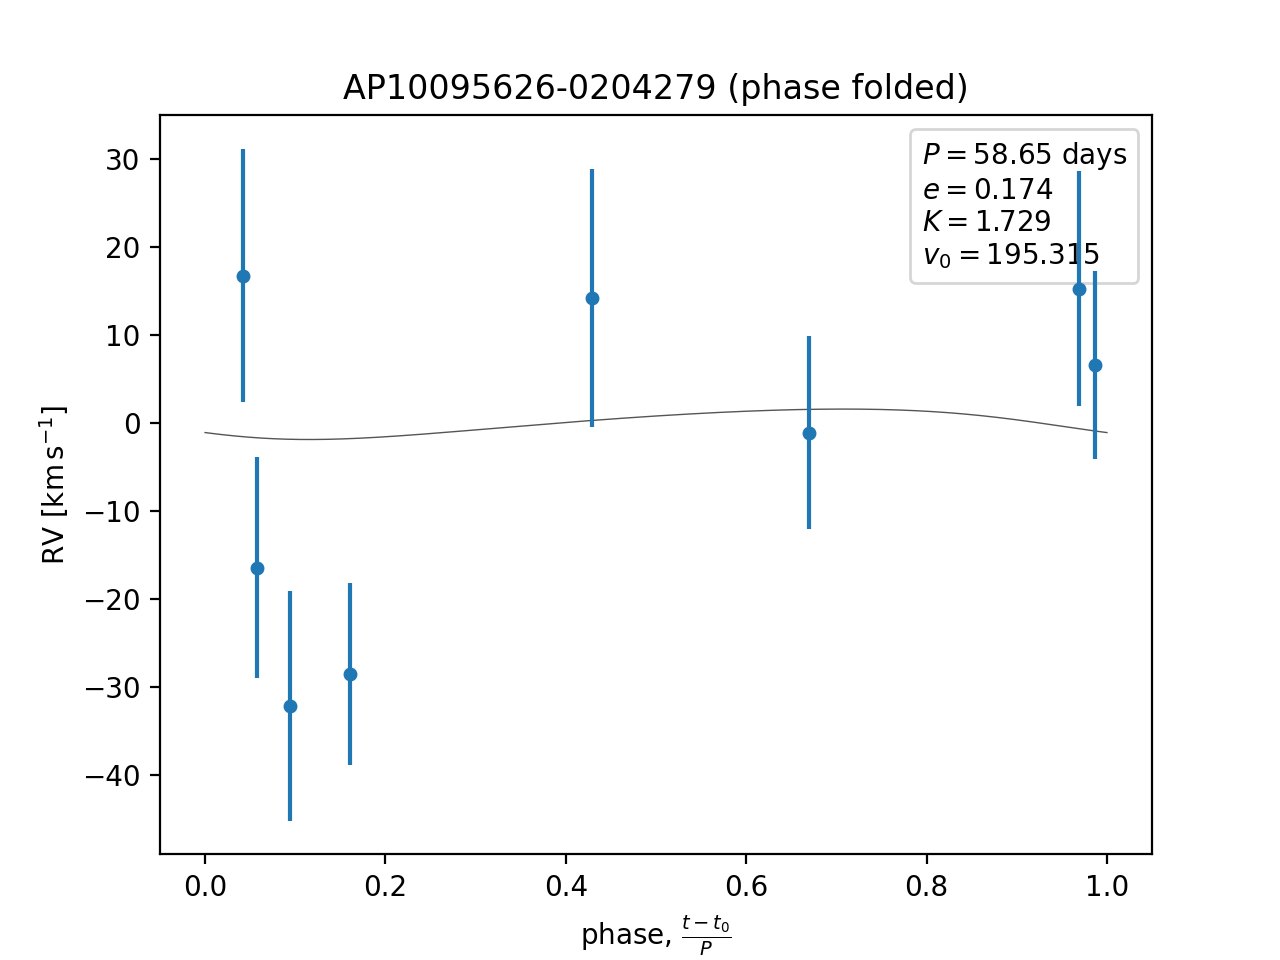 AP10095626-0204279 (phase folded)
P = 58.65 days
e = 0.174
K = 1.729
v₀ = 195.315
30
20
10
0
−10
−20
−30
−40
RV [km s⁻¹]
0.0 0.2 0.4 0.6 0.8 1.0
phase, (t − t₀)/P